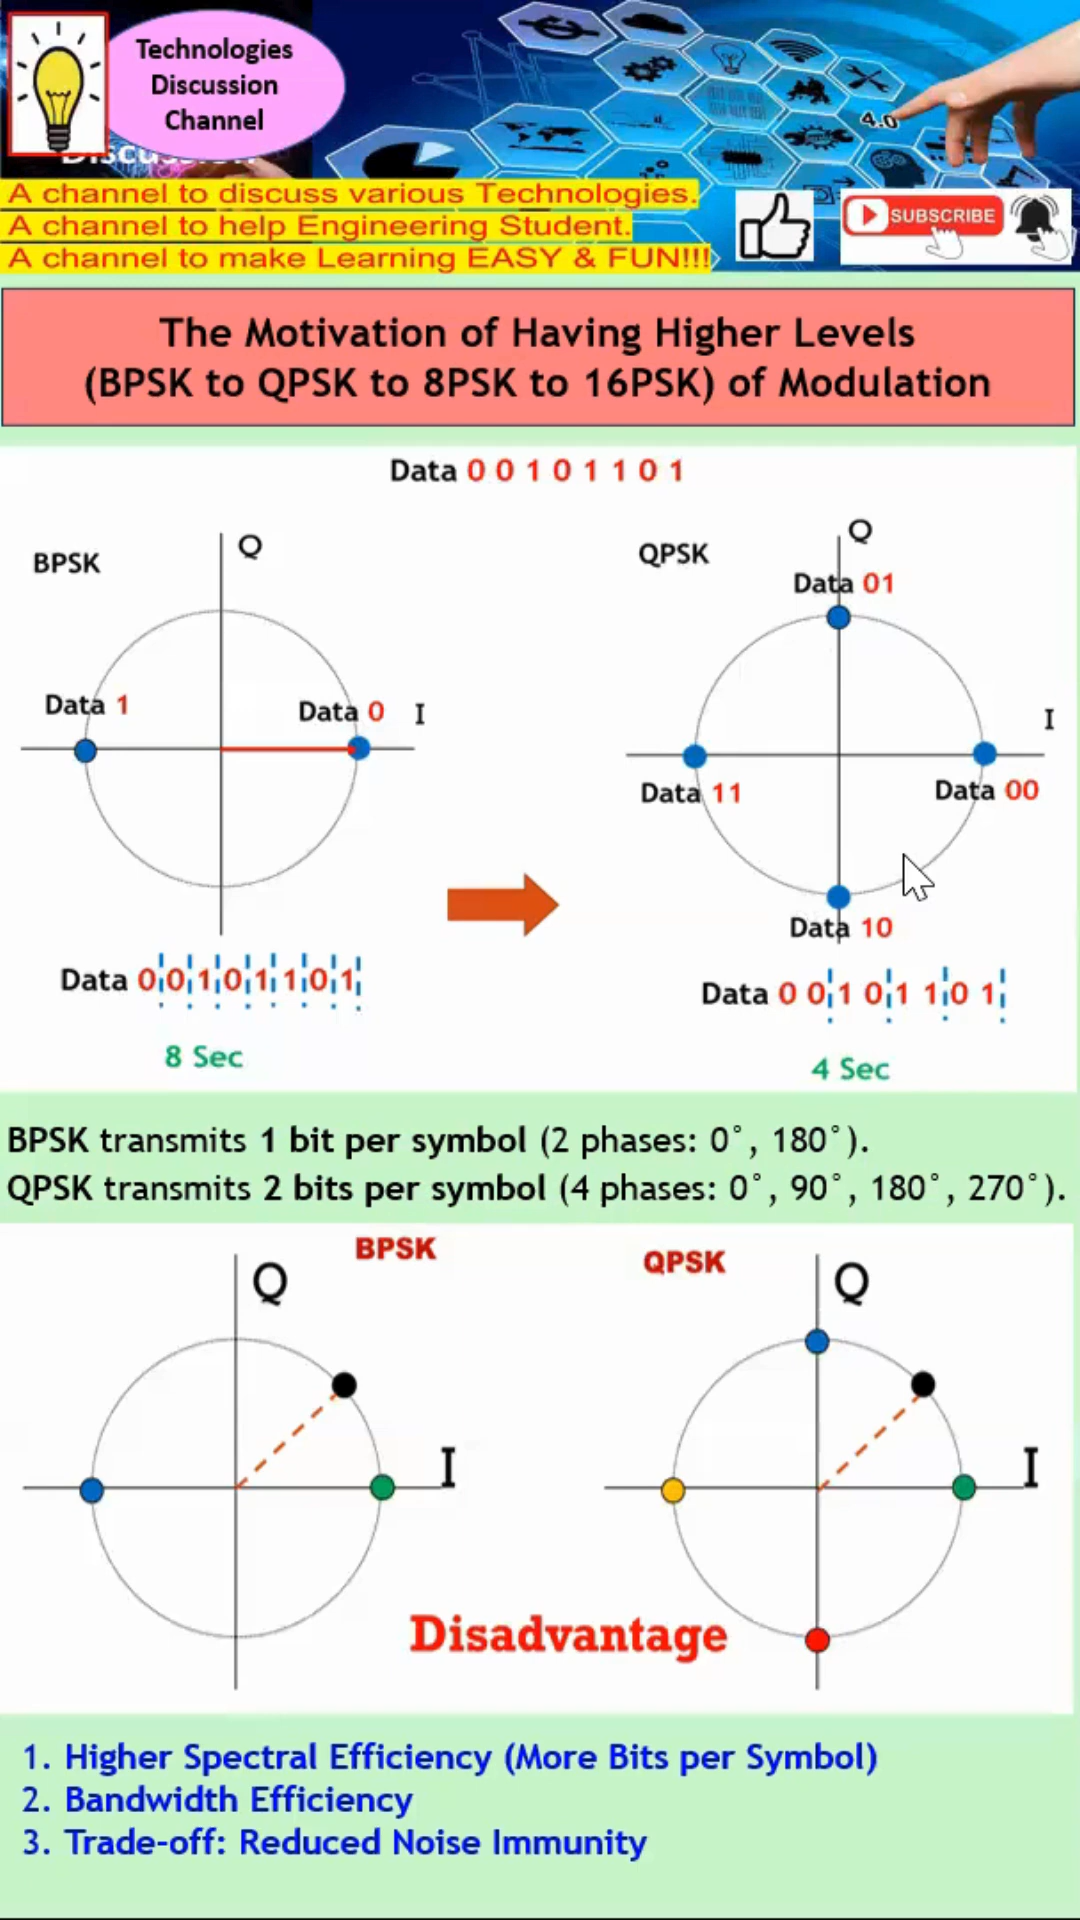 Technologies
Discussion
Channel
Discussion
4.0
A channel to discuss various Technologies.
A channel to help Engineering Student.
A channel to make Learning EASY & FUN!!!
SUBSCRIBE
The Motivation of Having Higher Levels
(BPSK to QPSK to 8PSK to 16PSK) of Modulation
Data 0 0 1 0 1 1 0 1
BPSK
Q
Data 1
Data 0
I
QPSK
Q
Data 01
I
Data 11
Data 00
Data 10
Data 0 0 1 0 1 1 0 1
8 Sec
Data 0 0 1 0 1 1 0 1
4 Sec
BPSK transmits 1 bit per symbol (2 phases: 0°, 180°).
QPSK transmits 2 bits per symbol (4 phases: 0°, 90°, 180°, 270°).
BPSK
Q
I
QPSK
Q
I
Disadvantage
1. Higher Spectral Efficiency (More Bits per Symbol)
2. Bandwidth Efficiency
3. Trade-off: Reduced Noise Immunity